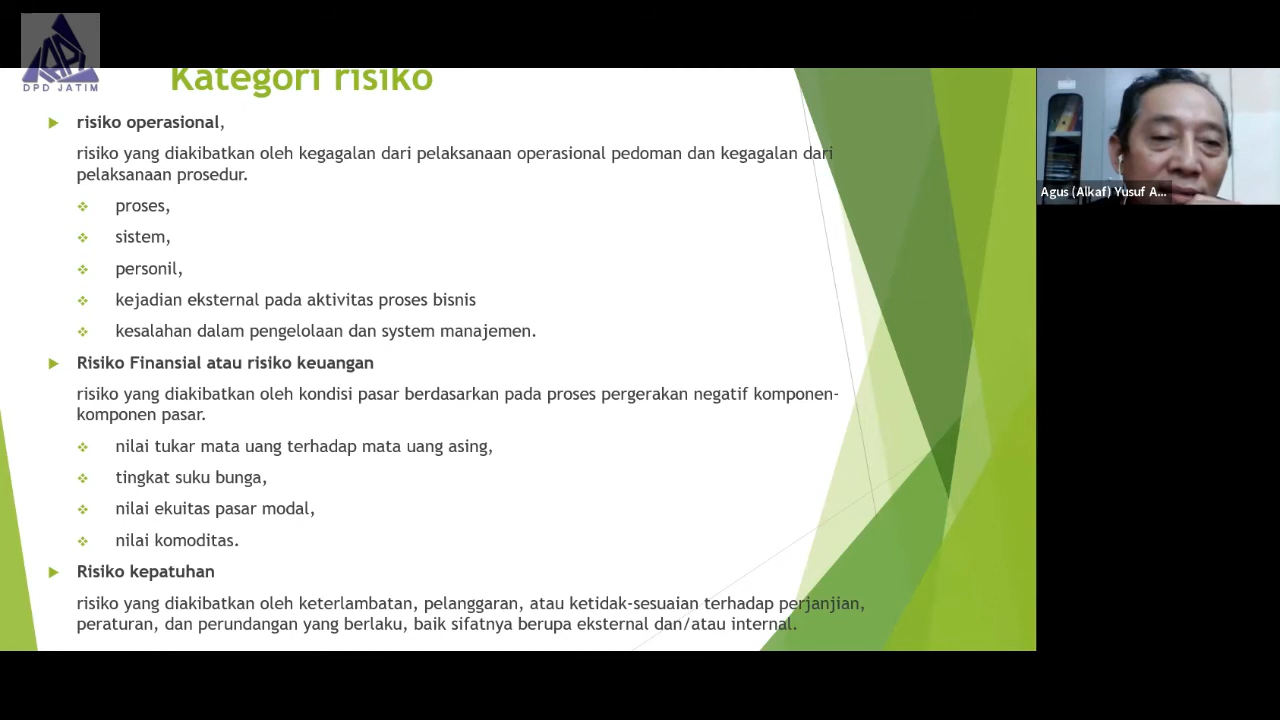 IAPI
DPD JATIM
Kategori risiko
risiko operasional,
risiko yang diakibatkan oleh kegagalan dari pelaksanaan operasional pedoman dan kegagalan dari
pelaksanaan prosedur.
proses,
sistem,
personil,
kejadian eksternal pada aktivitas proses bisnis
kesalahan dalam pengelolaan dan system manajemen.
Risiko Finansial atau risiko keuangan
risiko yang diakibatkan oleh kondisi pasar berdasarkan pada proses pergerakan negatif komponen-
komponen pasar.
nilai tukar mata uang terhadap mata uang asing,
tingkat suku bunga,
nilai ekuitas pasar modal,
nilai komoditas.
Risiko kepatuhan
risiko yang diakibatkan oleh keterlambatan, pelanggaran, atau ketidak-sesuaian terhadap perjanjian,
peraturan, dan perundangan yang berlaku, baik sifatnya berupa eksternal dan/atau internal.
Agus (Alkaf) Yusuf A...